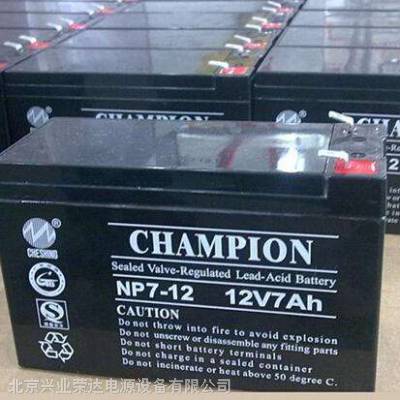 CHAMPION
Sealed Valve-Regulated Lead-Acid Battery
NP7-12 12V7Ah
CAUTION
Do not throw into fire to avoid explosion
Do not unscrew or disassemble any fitting parts
Do not short battery terminals
Do not charge in a sealed container
Do not incinerate or heat above 50 degree C.
CHESHING
北京兴业荣达电源设备有限公司